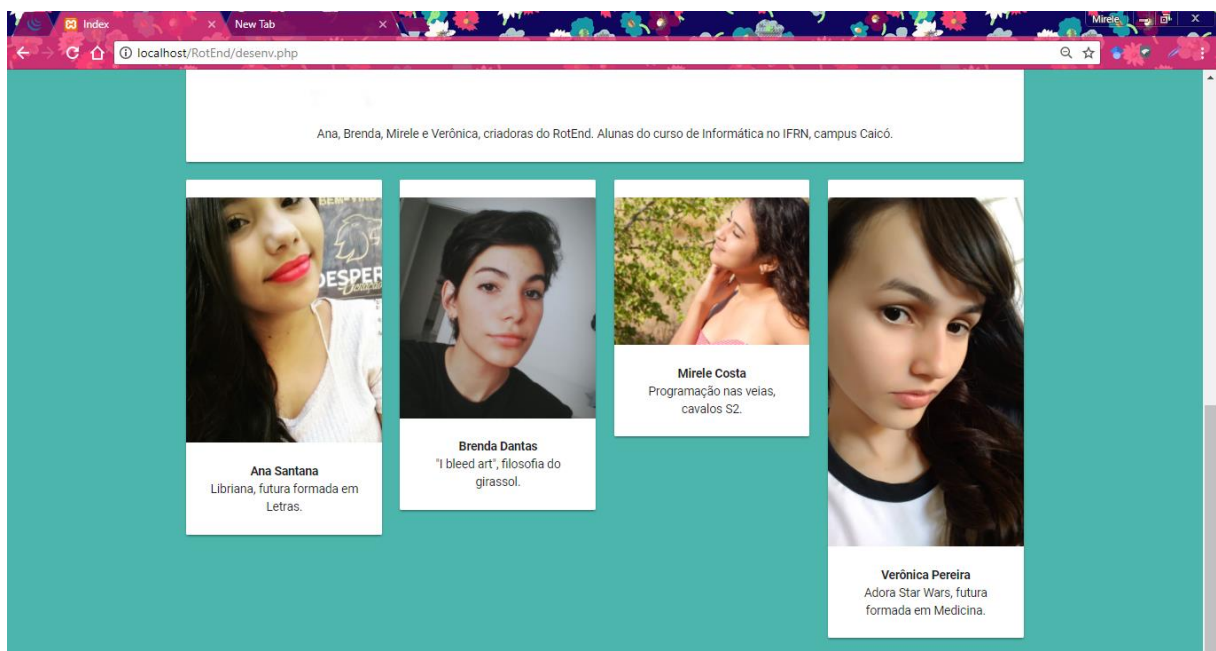 Index
New Tab
Mirele
localhost/RotEnd/desenv.php
Ana, Brenda, Mirele e Verônica, criadoras do RotEnd. Alunas do curso de Informática no IFRN, campus Caicó.
DESPER
Ana Santana
Libriana, futura formada em
Letras.
Brenda Dantas
"I bleed art", filosofia do
girassol.
Mirele Costa
Programação nas veias,
cavalos S2.
Verônica Pereira
Adora Star Wars, futura
formada em Medicina.